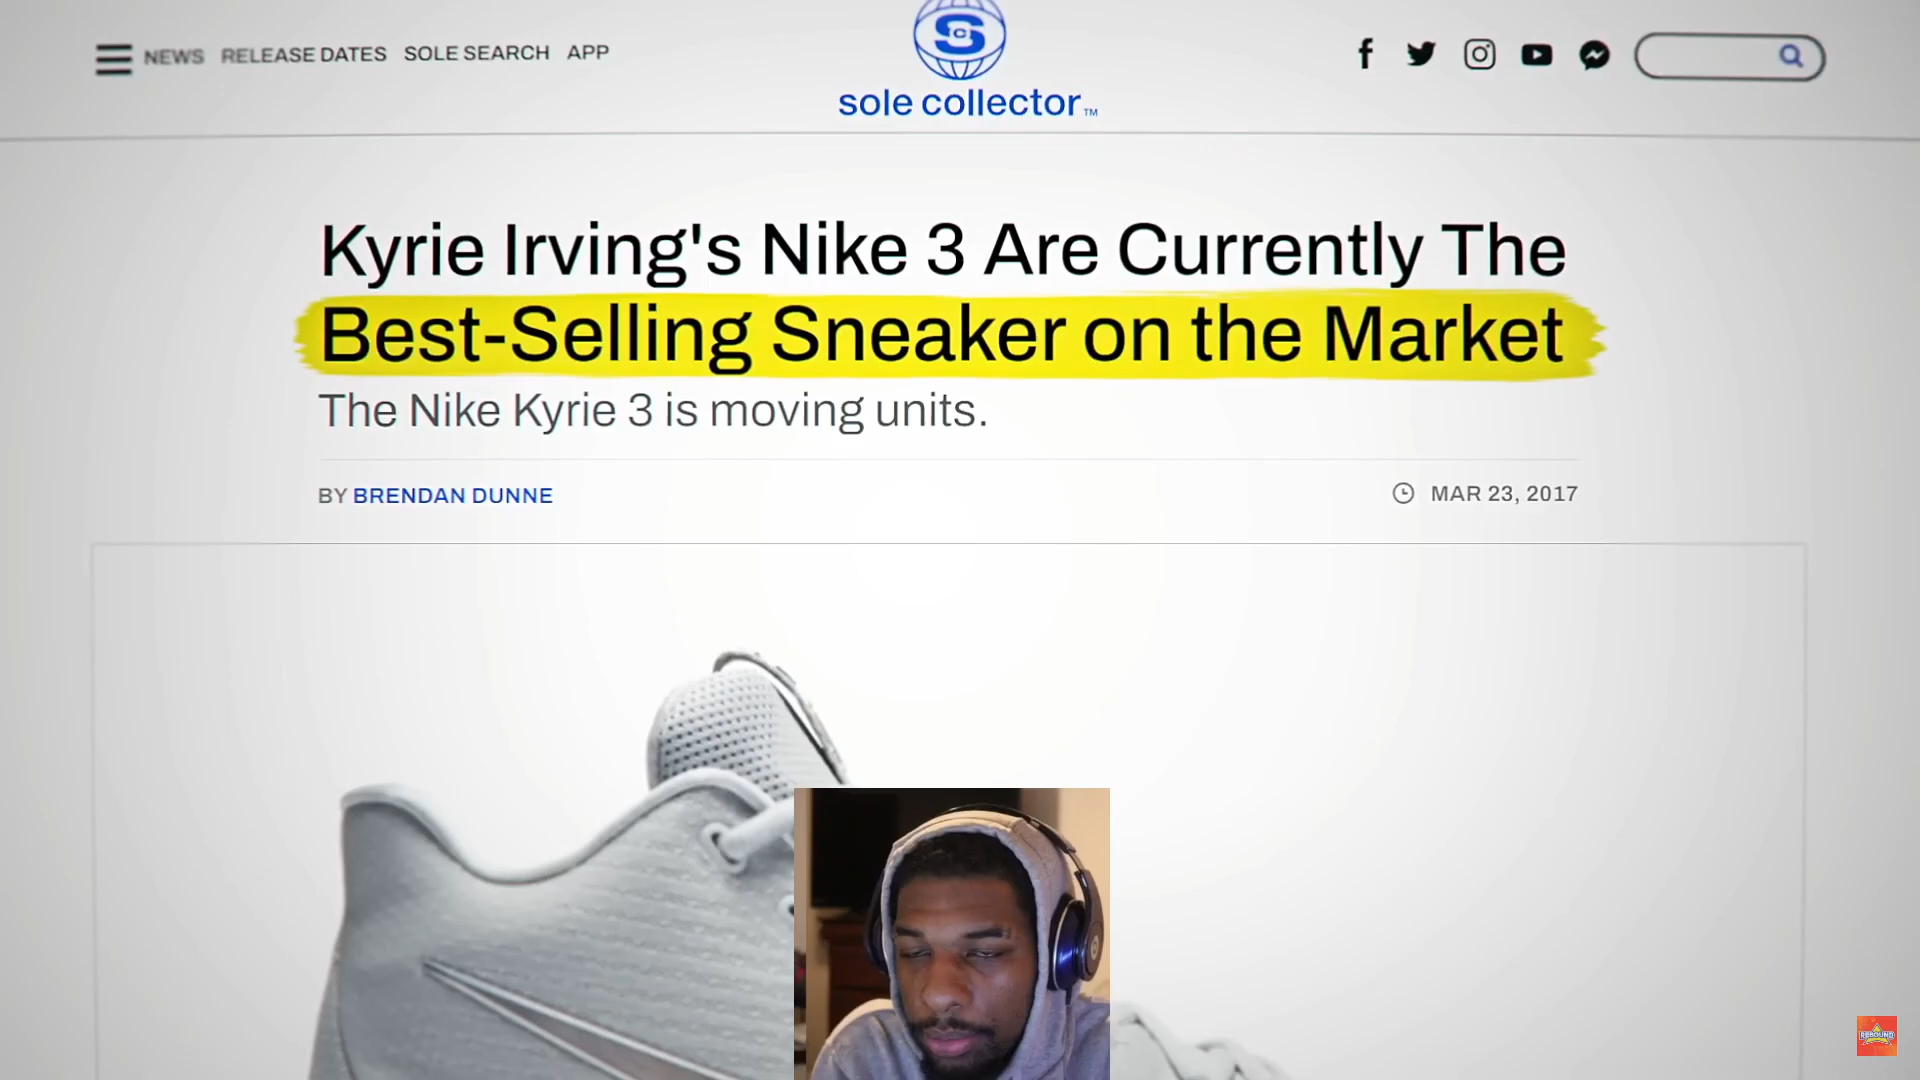 NEWS RELEASE DATES SOLE SEARCH APP
sole collector™
Kyrie Irving's Nike 3 Are Currently The
Best-Selling Sneaker on the Market
The Nike Kyrie 3 is moving units.
BY BRENDAN DUNNE
MAR 23, 2017
REBOUND